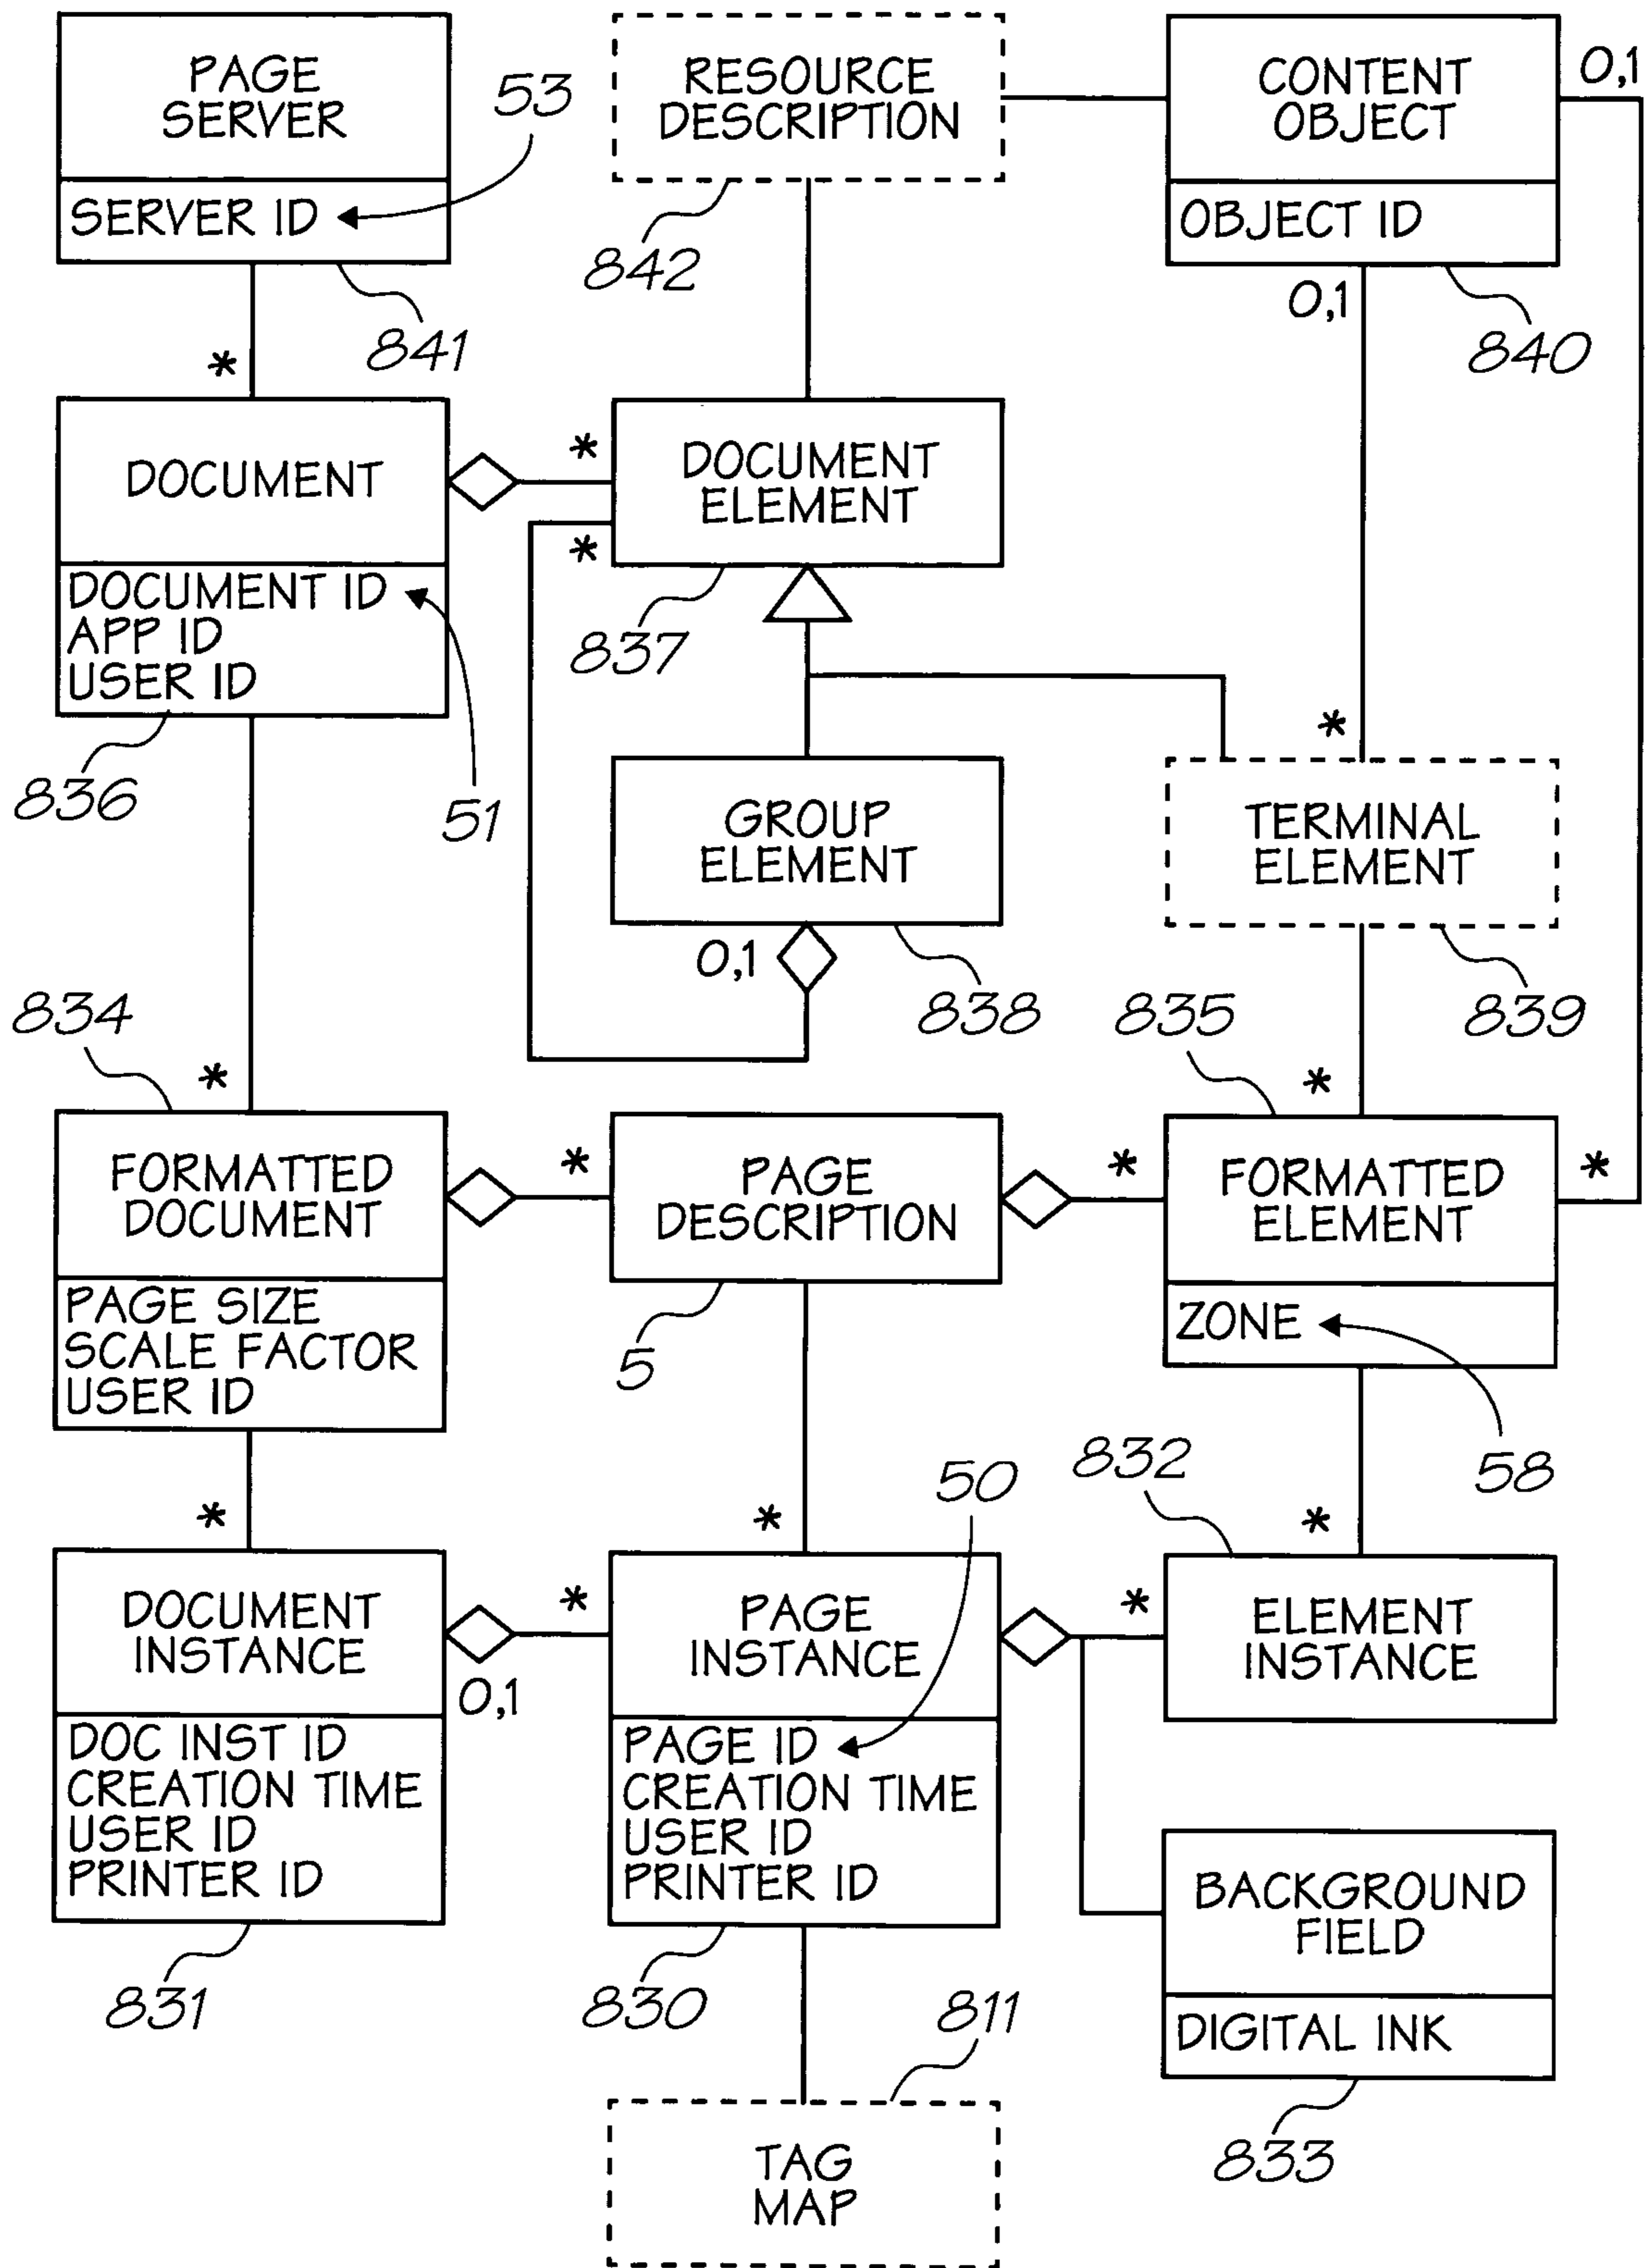 PAGE
SERVER
SERVER ID
53
841
*
RESOURCE
DESCRIPTION
842
CONTENT
OBJECT
OBJECT ID
0,1
0,1
840
DOCUMENT
DOCUMENT ID
APP ID
USER ID
836
51
*
*
DOCUMENT
ELEMENT
837
GROUP
ELEMENT
0,1
838
*
TERMINAL
ELEMENT
839
834
*
FORMATTED
DOCUMENT
PAGE SIZE
SCALE FACTOR
USER ID
*
PAGE
DESCRIPTION
5
835
*
*
*
FORMATTED
ELEMENT
ZONE
58
*
DOCUMENT
INSTANCE
0,1
DOC INST ID
CREATION TIME
USER ID
PRINTER ID
831
*
*
50
PAGE
INSTANCE
PAGE ID
CREATION TIME
USER ID
PRINTER ID
830
832
*
*
ELEMENT
INSTANCE
BACKGROUND
FIELD
DIGITAL INK
833
811
TAG
MAP